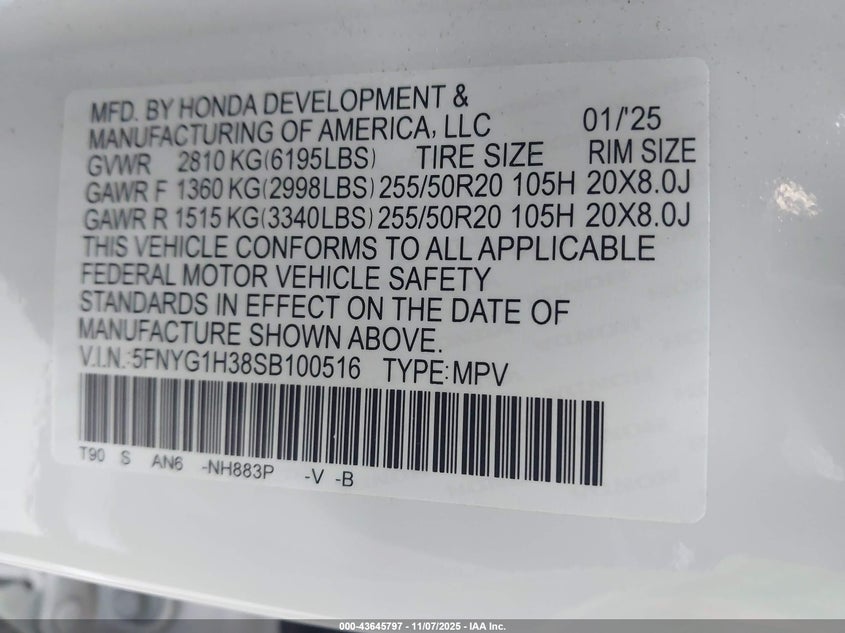 MFD. BY HONDA DEVELOPMENT &
MANUFACTURING OF AMERICA, LLC 01/'25
GVWR 2810 KG(6195LBS) TIRE SIZE RIM SIZE
GAWR F 1360 KG(2998LBS) 255/50R20 105H 20X8.0J
GAWR R 1515 KG(3340LBS) 255/50R20 105H 20X8.0J
THIS VEHICLE CONFORMS TO ALL APPLICABLE
FEDERAL MOTOR VEHICLE SAFETY
STANDARDS IN EFFECT ON THE DATE OF
MANUFACTURE SHOWN ABOVE.
V.I.N.:5FNYG1H38SB100516 TYPE:MPV
T90 S AN6 -NH883P -V -B
000-43645797 - 11/07/2025 - IAA Inc.